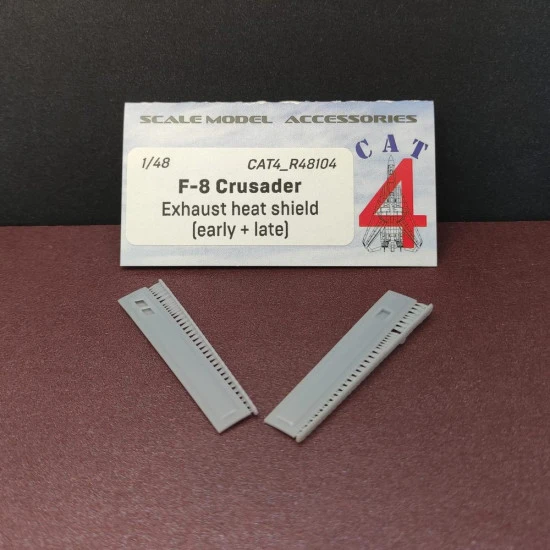 SCALE MODEL ACCESSORIES
CAT
4
1/48 CAT4_R48104
F-8 Crusader
Exhaust heat shield
(early + late)